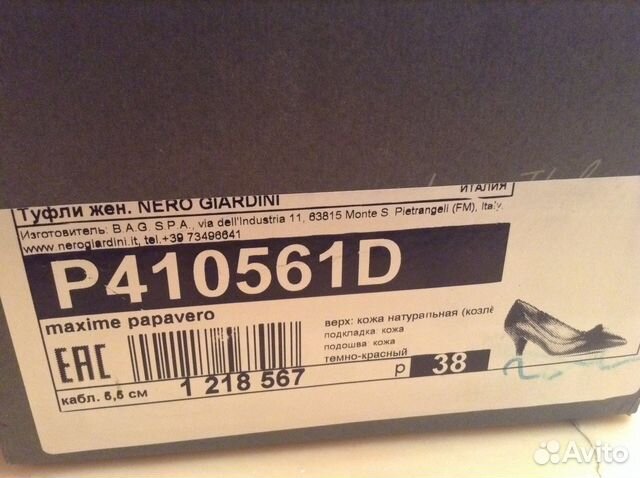 ИТАЛИЯ
Туфли жен. NERO GIARDINI
Изготовитель: B.A.G. S.P.A., via dell'Industria 11, 63815 Monte S. Pietrangeli (FM), Italy,
www.nerogiardini.it, tel.+39 73496641
P410561D
maxime papavero
верх: кожа натуральная (козлё
подкладка кожа
подошва кожа
темно-красный
EAC
1 218 567
р 38
кабл. 5,5 см
Avito